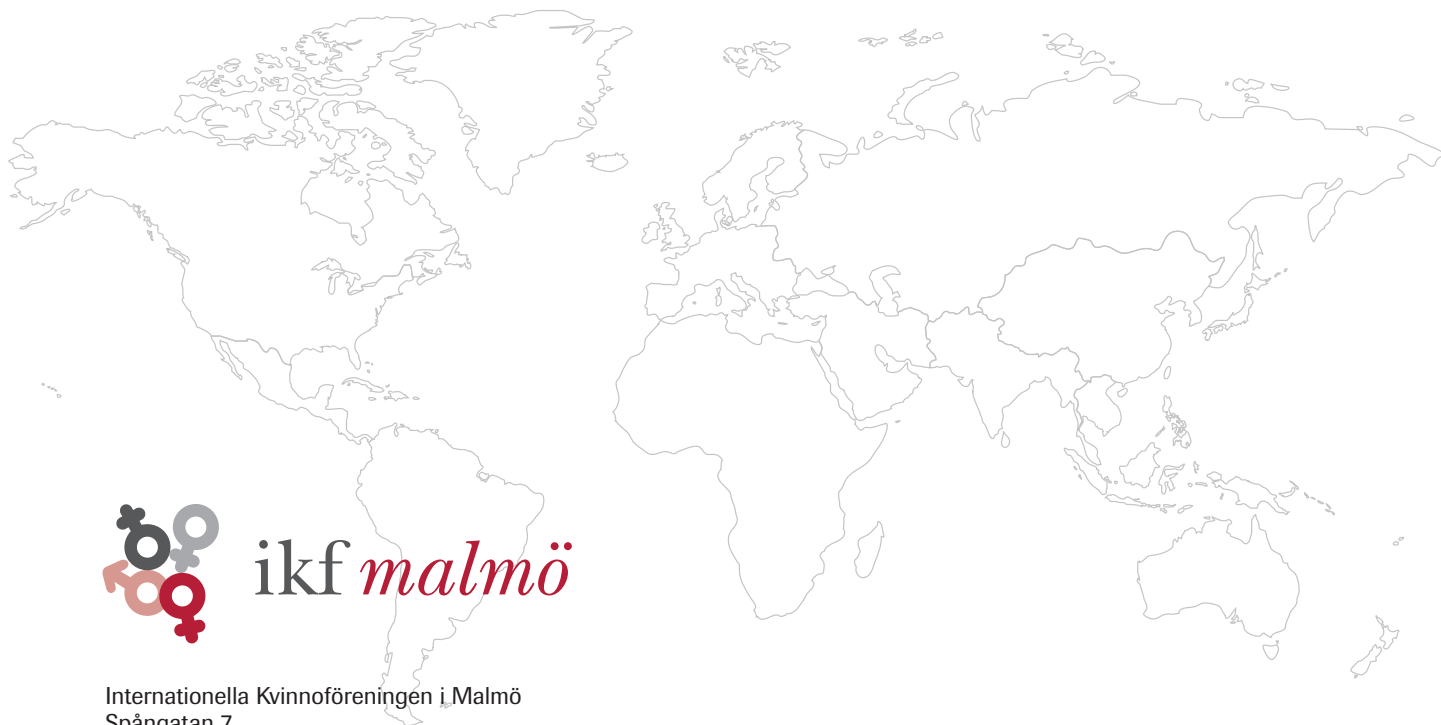 ikf malmö
Internationella Kvinnoföreningen i Malmö
Spångatan 7